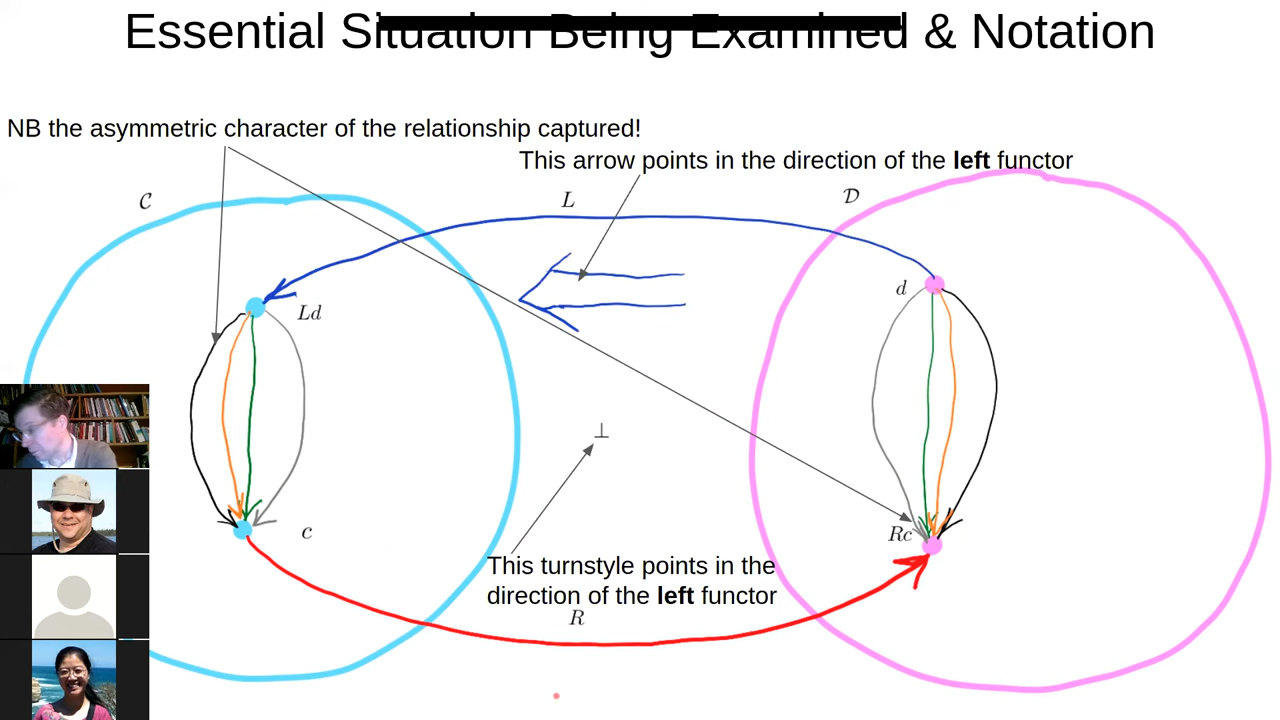 Essential Situation Being Examined & Notation
NB the asymmetric character of the relationship captured!
This arrow points in the direction of the left functor
𝒞
L
𝒟
d
Ld
⊥
c
Rc
This turnstyle points in the
direction of the left functor
R